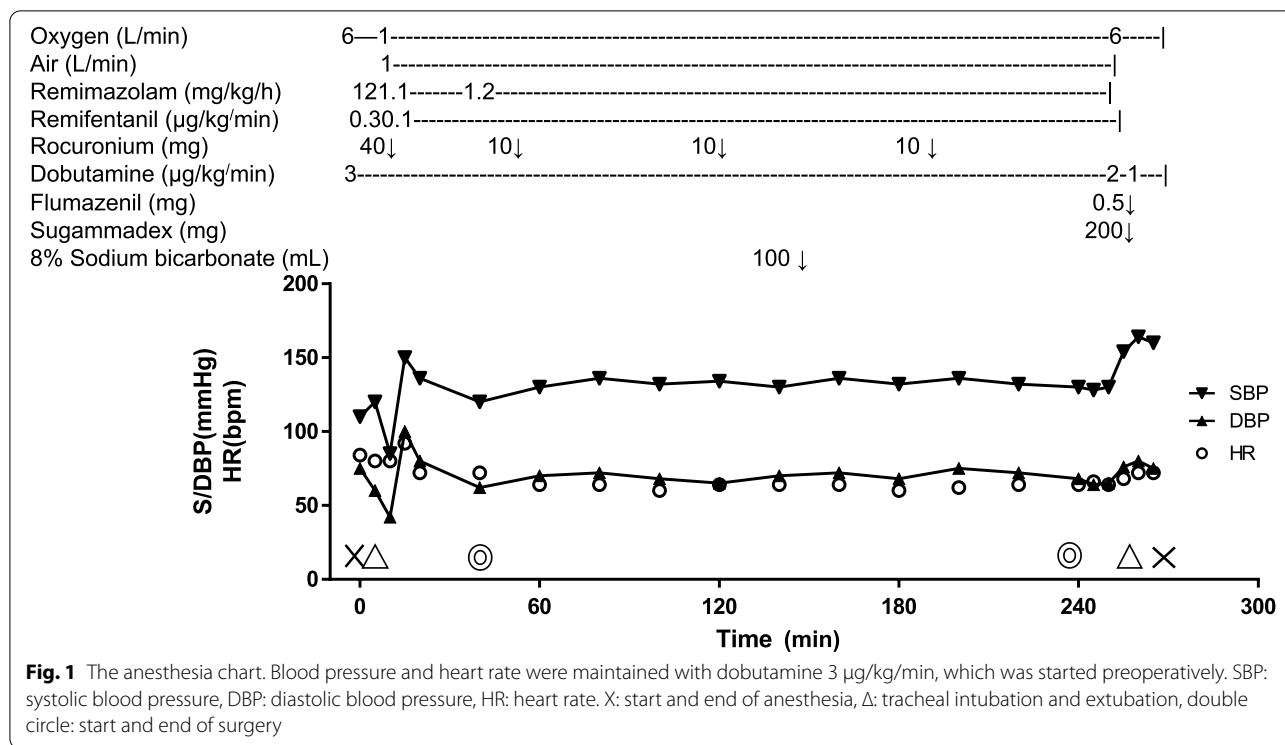 Oxygen (L/min) 6—1---6----|
Air (L/min) 1---|
Remimazolam (mg/kg/h) 121.1-------1.2---|
Remifentanil (μg/kg/min) 0.30.1---|
Rocuronium (mg) 40↓ 10↓ 10↓ 10 ↓
Dobutamine (μg/kg/min) 3---2-1---|
Flumazenil (mg) 0.5↓
Sugammadex (mg) 200↓
8% Sodium bicarbonate (mL) 100 ↓
200
150
100
50
0
S/DBP(mmHg)
HR(bpm)
SBP
DBP
HR
0 60 120 180 240 300
Time (min)
Fig. 1 The anesthesia chart. Blood pressure and heart rate were maintained with dobutamine 3 μg/kg/min, which was started preoperatively. SBP:
systolic blood pressure, DBP: diastolic blood pressure, HR: heart rate. X: start and end of anesthesia, Δ: tracheal intubation and extubation, double
circle: start and end of surgery